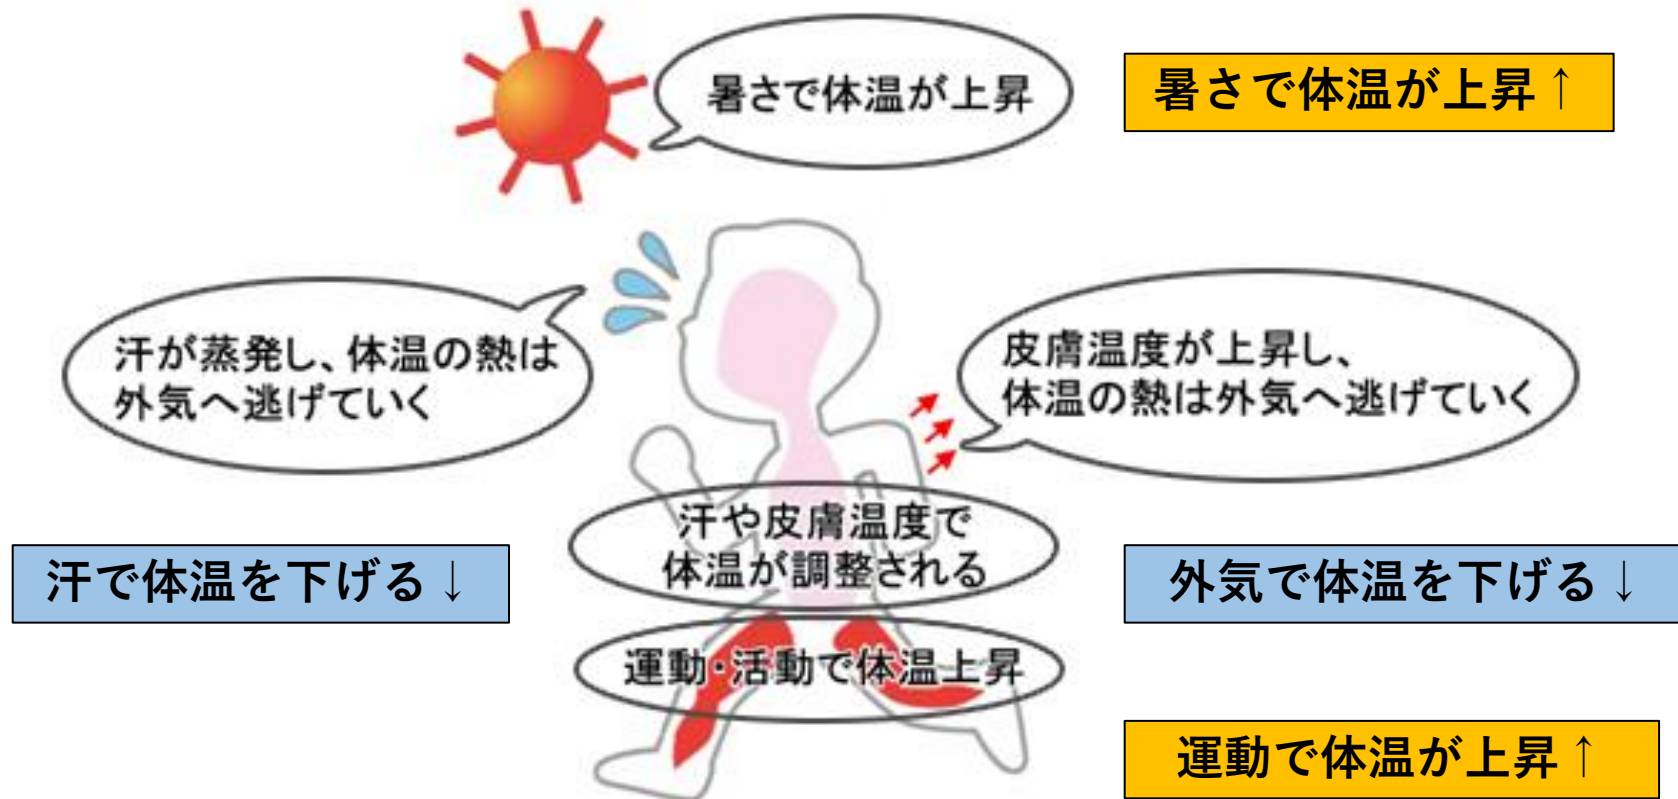 暑さで体温が上昇
暑さで体温が上昇↑
汗が蒸発し、体温の熱は
外気へ逃げていく
皮膚温度が上昇し、
体温の熱は外気へ逃げていく
汗や皮膚温度で
体温が調整される
汗で体温を下げる↓
外気で体温を下げる↓
運動・活動で体温上昇
運動で体温が上昇↑